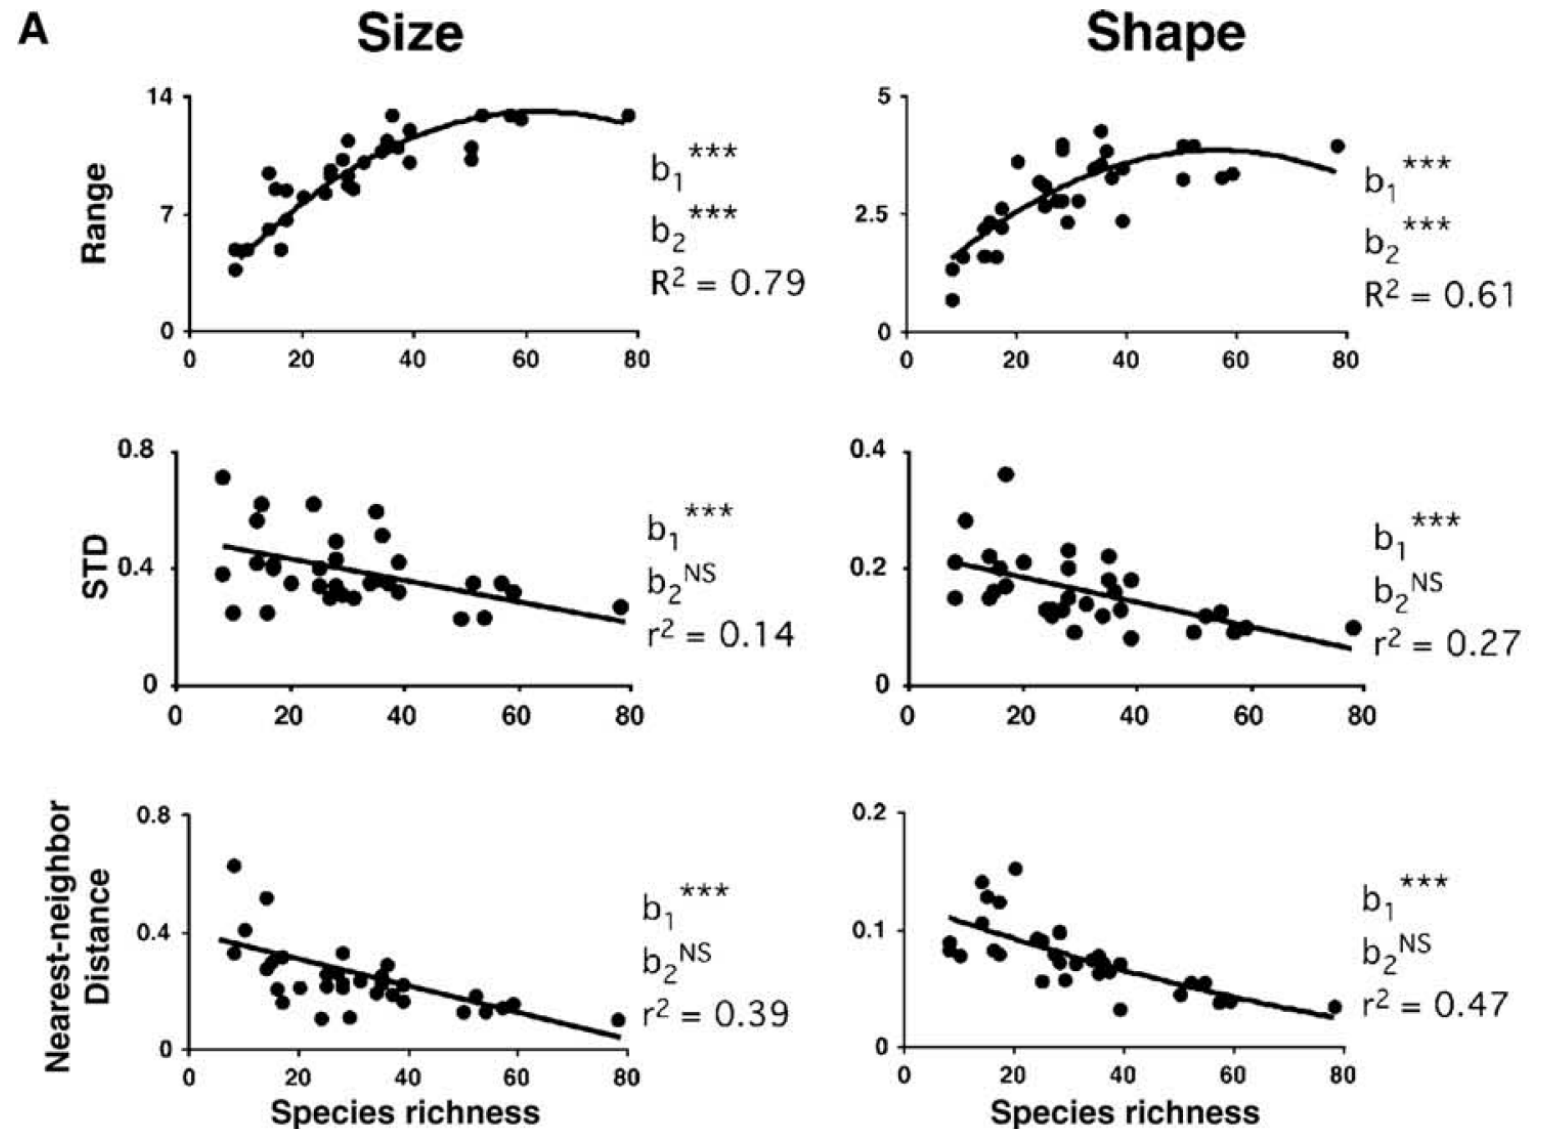 A
Size
Shape
Range
14
7
0
0 20 40 60 80
b1***
b2***
R2 = 0.79
5
2.5
0
0 20 40 60 80
b1***
b2***
R2 = 0.61
STD
0.8
0.4
0
0 20 40 60 80
b1***
b2NS
r2 = 0.14
0.4
0.2
0
0 20 40 60 80
b1***
b2NS
r2 = 0.27
Nearest-neighbor
Distance
0.8
0.4
0
0 20 40 60 80
Species richness
b1***
b2NS
r2 = 0.39
0.2
0.1
0
0 20 40 60 80
Species richness
b1***
b2NS
r2 = 0.47